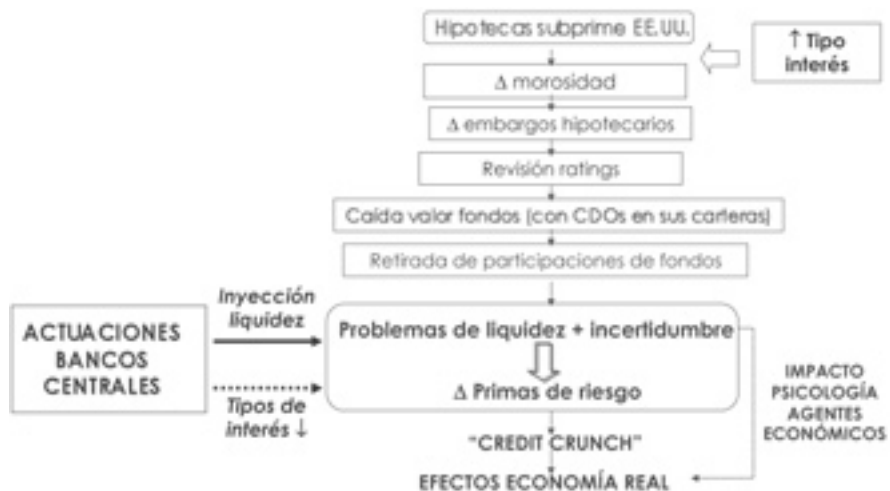 Hipotecas subprime EE.UU.
↑ Tipo
interés
Δ morosidad
Δ embargos hipotecarios
Revisión ratings
Caída valor fondos (con CDOs en sus carteras)
Retirada de participaciones de fondos
ACTUACIONES
BANCOS
CENTRALES
Inyección
liquidez
Tipos de
interés ↓
Problemas de liquidez + incertidumbre
Δ Primas de riesgo
IMPACTO
PSICOLOGÍA
AGENTES
ECONÓMICOS
“CREDIT CRUNCH”
EFECTOS ECONOMÍA REAL